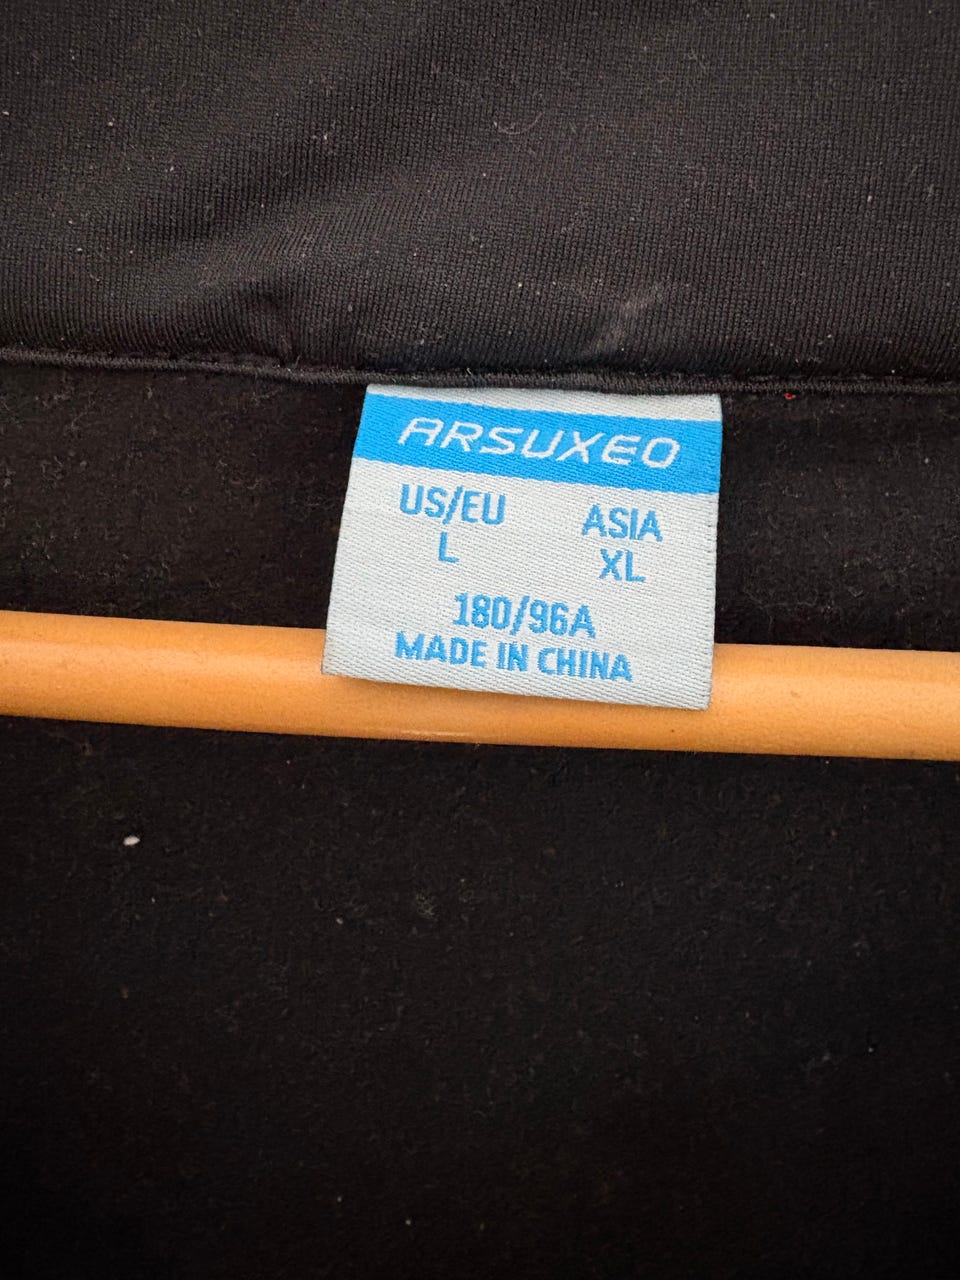 ARSUXEO
US/EU ASIA
L XL
180/96A
MADE IN CHINA